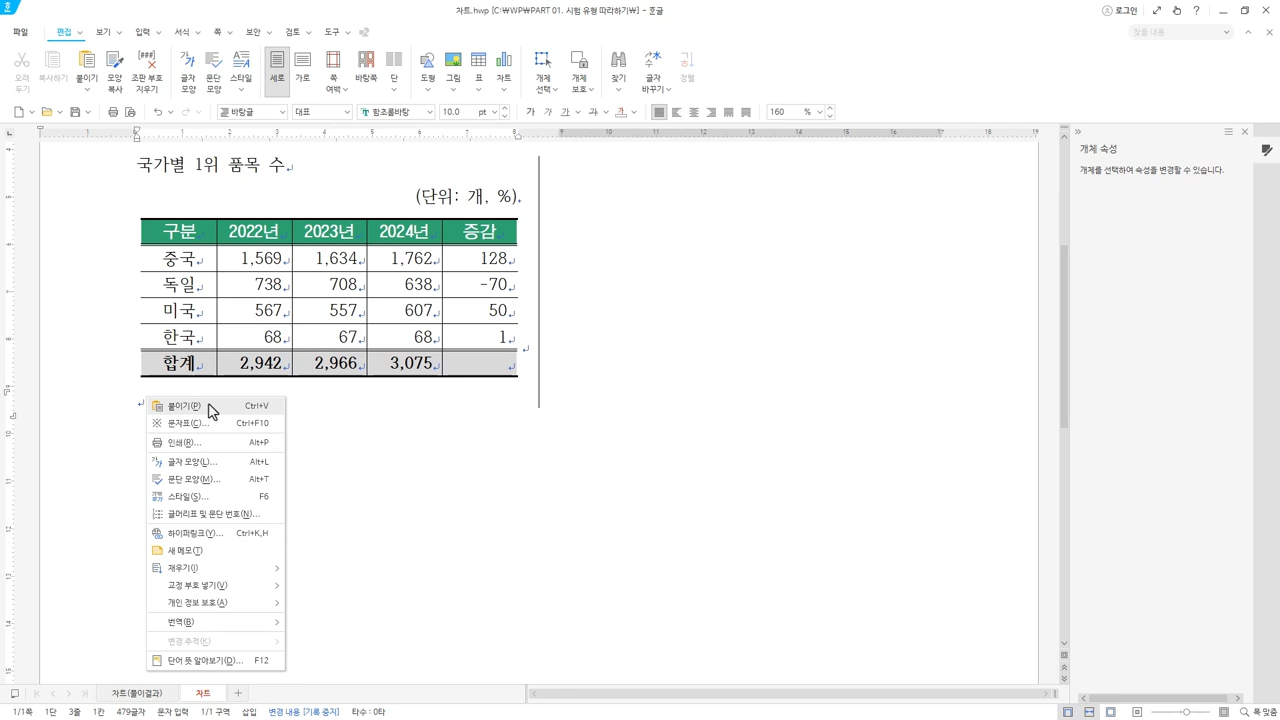 차트.hwp [C:\WP\PART 01. 시험 유형 따라하기\] - 한글
로그인
파일 편집 보기 입력 서식 쪽 보안 검토 도구 찾을 내용
오려 두기 복사하기 붙이기 모양 복사 조판 부호 지우기 글자 모양 문단 모양 스타일 세로 가로 쪽 여백 바탕쪽 단 도형 그림 표 차트 개체 선택 개체 보호 찾기 글자 바꾸기 정렬
바탕글 대표 함초롬바탕 10.0 pt 가 가 가 가 가 160 %
개체 속성
개체를 선택하여 속성을 변경할 수 있습니다.
국가별 1위 품목 수
(단위: 개, %)
구분 2022년 2023년 2024년 증감
중국 1,569 1,634 1,762 128
독일 738 708 638 -70
미국 567 557 607 50
한국 68 67 68 1
합계 2,942 2,966 3,075
붙이기(P) Ctrl+V
문자표(C)... Ctrl+F10
인쇄(R)... Alt+P
글자 모양(L)... Alt+L
문단 모양(M)... Alt+T
스타일(S)... F6
글머리표 및 문단 번호(N)...
하이퍼링크(Y)... Ctrl+K,H
새 메모(T)
채우기(I)
교정 부호 넣기(V)
개인 정보 보호(A)
번역(B)
변경 추적(K)
단어 뜻 알아보기(D)... F12
차트(풀이결과) 차트
1/1쪽 1단 3줄 1칸 479글자 문자 입력 1/1 구역 삽입 변경 내용 [기록 중지] 타수 : 0타 폭 맞춤